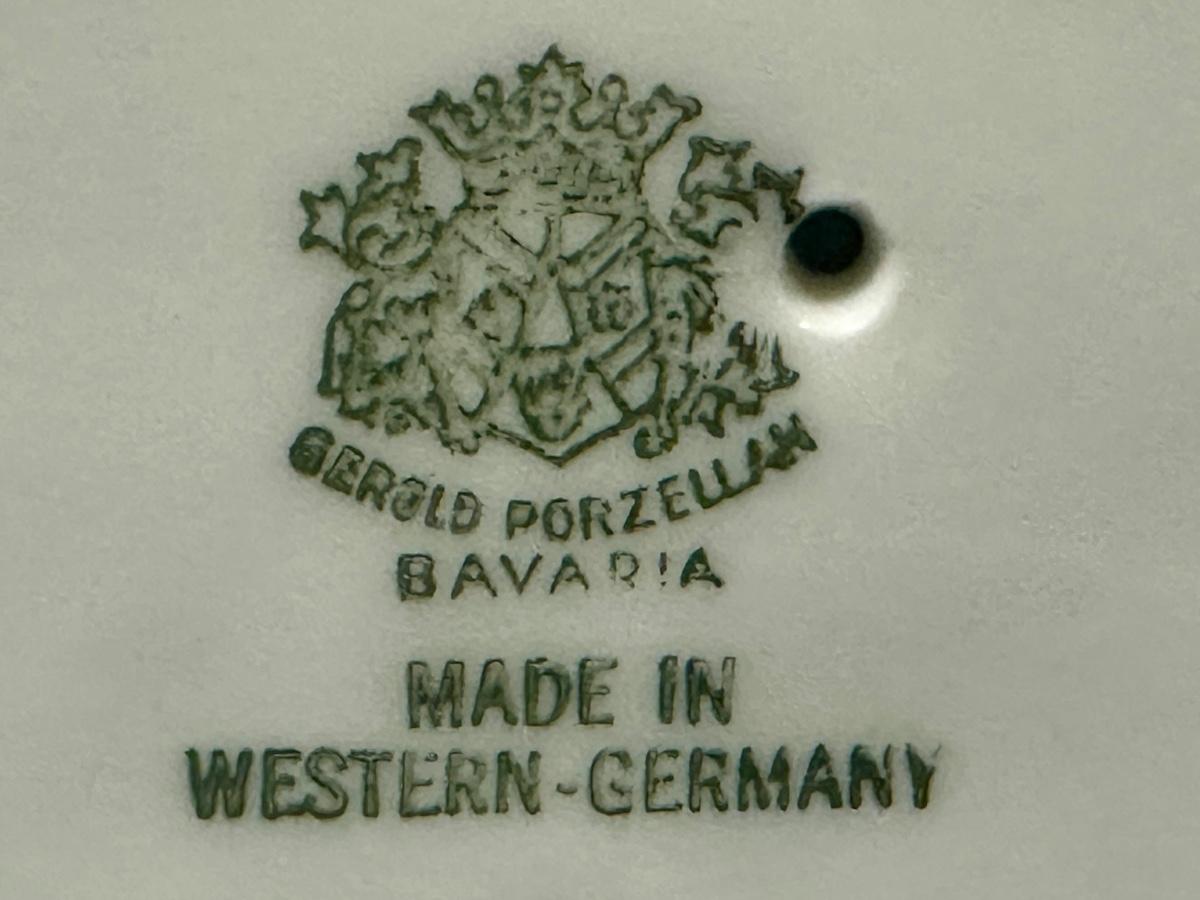 GEROLD PORZELLAN
BAVARIA
MADE IN
WESTERN-GERMANY